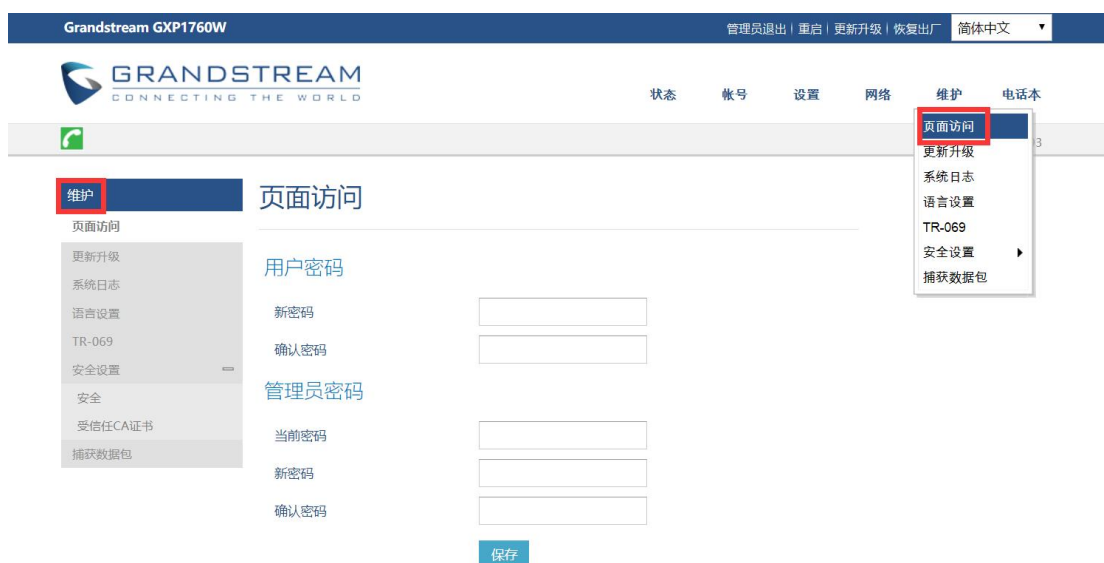 Grandstream GXP1760W
管理员退出 | 重启 | 更新升级 | 恢复出厂
简体中文
GRANDSTREAM
CONNECTING THE WORLD
状态 帐号 设置 网络 维护 电话本
页面访问
更新升级
系统日志
语言设置
TR-069
安全设置
捕获数据包
维护
页面访问
更新升级
系统日志
语言设置
TR-069
安全设置
安全
受信任CA证书
捕获数据包
页面访问
用户密码
新密码
确认密码
管理员密码
当前密码
新密码
确认密码
保存